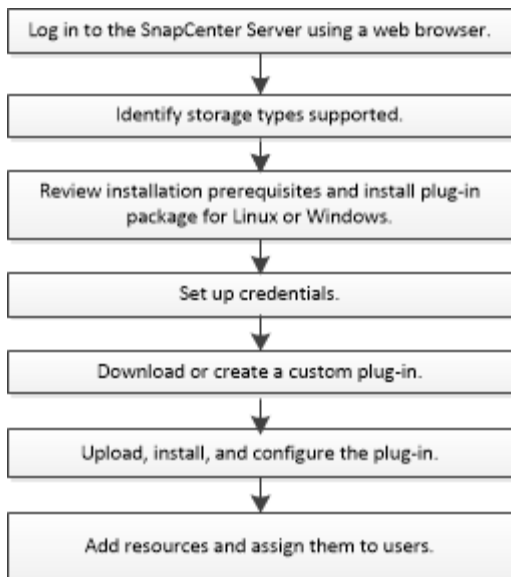 Log in to the SnapCenter Server using a web browser.
Identify storage types supported.
Review installation prerequisites and install plug-in
package for Linux or Windows.
Set up credentials.
Download or create a custom plug-in.
Upload, install, and configure the plug-in.
Add resources and assign them to users.